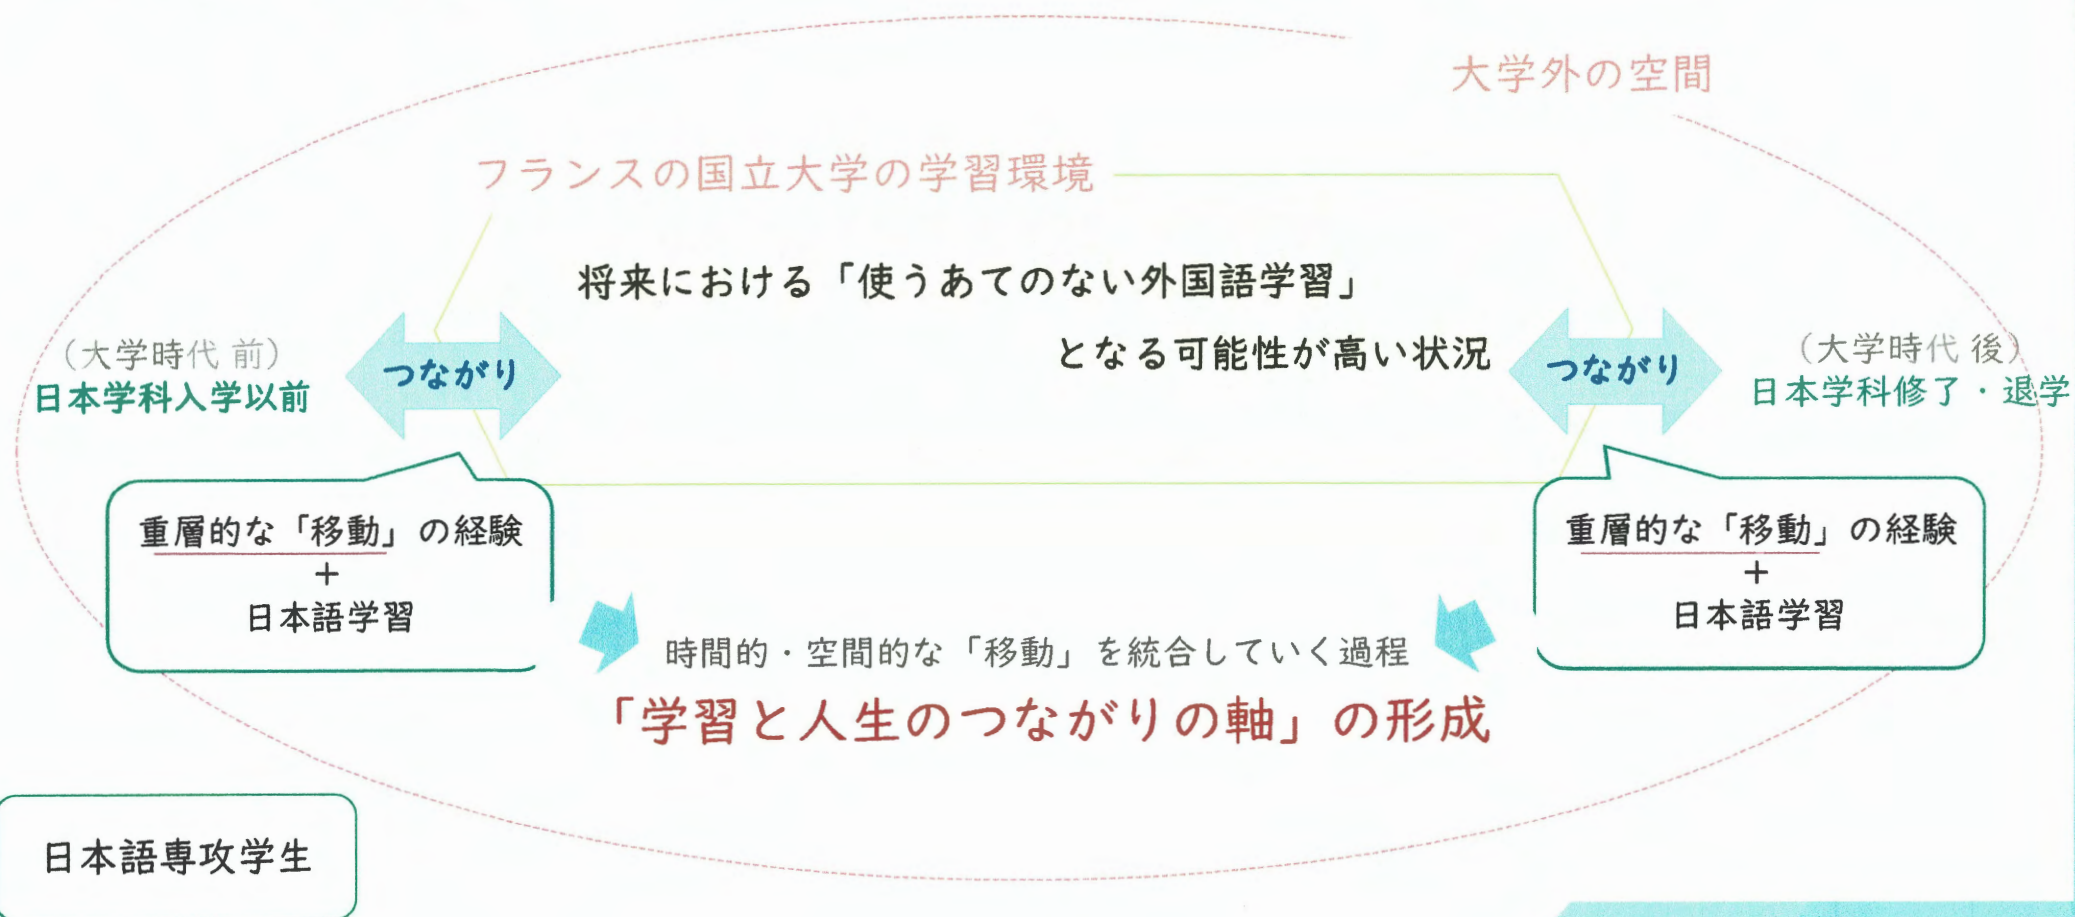 大学外の空間
フランスの国立大学の学習環境
将来における「使うあてのない外国語学習」
となる可能性が高い状況
（大学時代 前）
日本学科入学以前
つながり
つながり
（大学時代 後）
日本学科修了・退学
重層的な「移動」の経験
＋
日本語学習
重層的な「移動」の経験
＋
日本語学習
時間的・空間的な「移動」を統合していく過程
「学習と人生のつながりの軸」の形成
日本語専攻学生